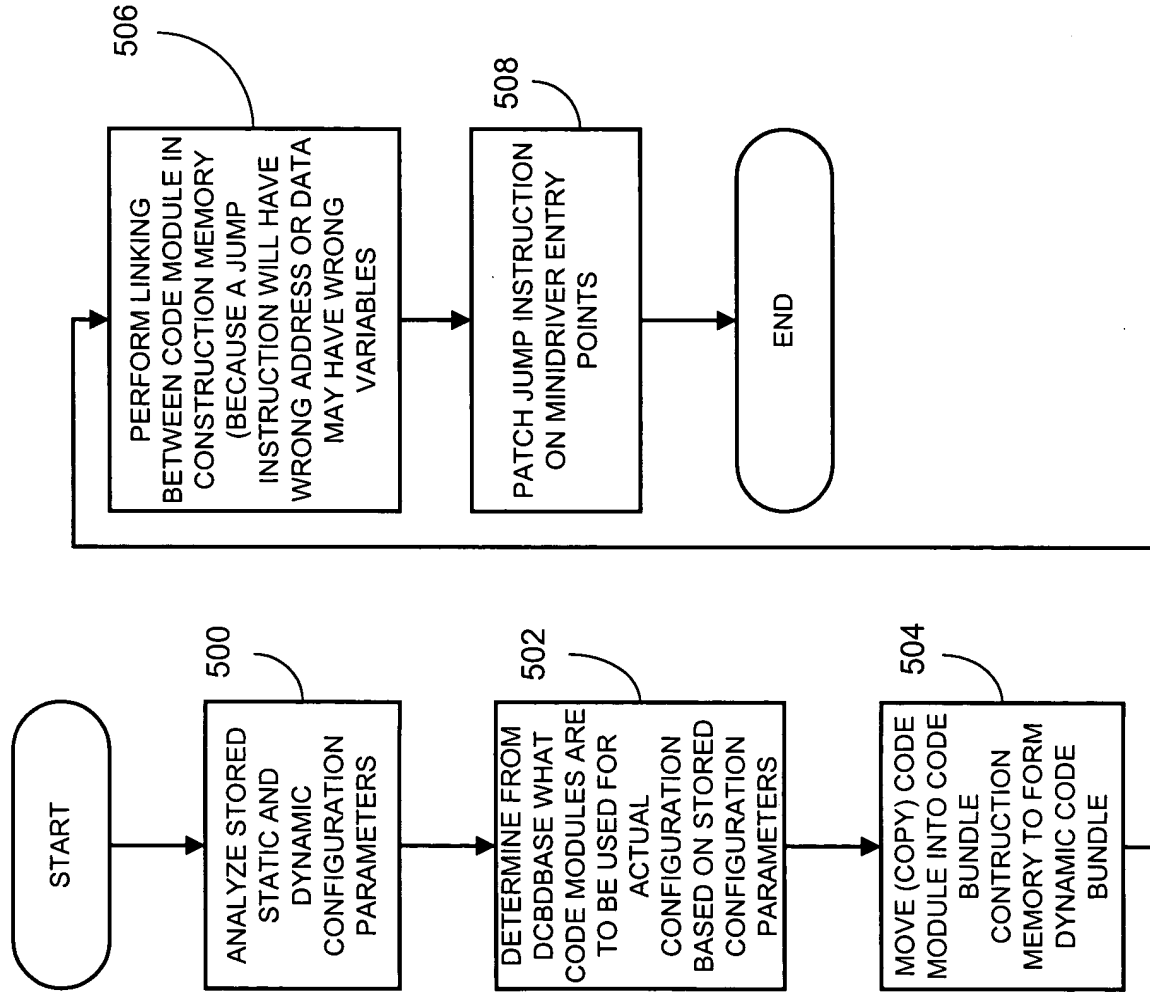 START
500
ANALYZE STORED
STATIC AND
DYNAMIC
CONFIGURATION
PARAMETERS
502
DETERMINE FROM
DCBDBASE WHAT
CODE MODULES ARE
TO BE USED FOR
ACTUAL
CONFIGURATION
BASED ON STORED
CONFIGURATION
PARAMETERS
504
MOVE (COPY) CODE
MODULE INTO CODE
BUNDLE
CONTRUCTION
MEMORY TO FORM
DYNAMIC CODE
BUNDLE
506
PERFORM LINKING
BETWEEN CODE MODULE IN
CONSTRUCTION MEMORY
(BECAUSE A JUMP
INSTRUCTION WILL HAVE
WRONG ADDRESS OR DATA
MAY HAVE WRONG
VARIABLES
508
PATCH JUMP INSTRUCTION
ON MINIDRIVER ENTRY
POINTS
END